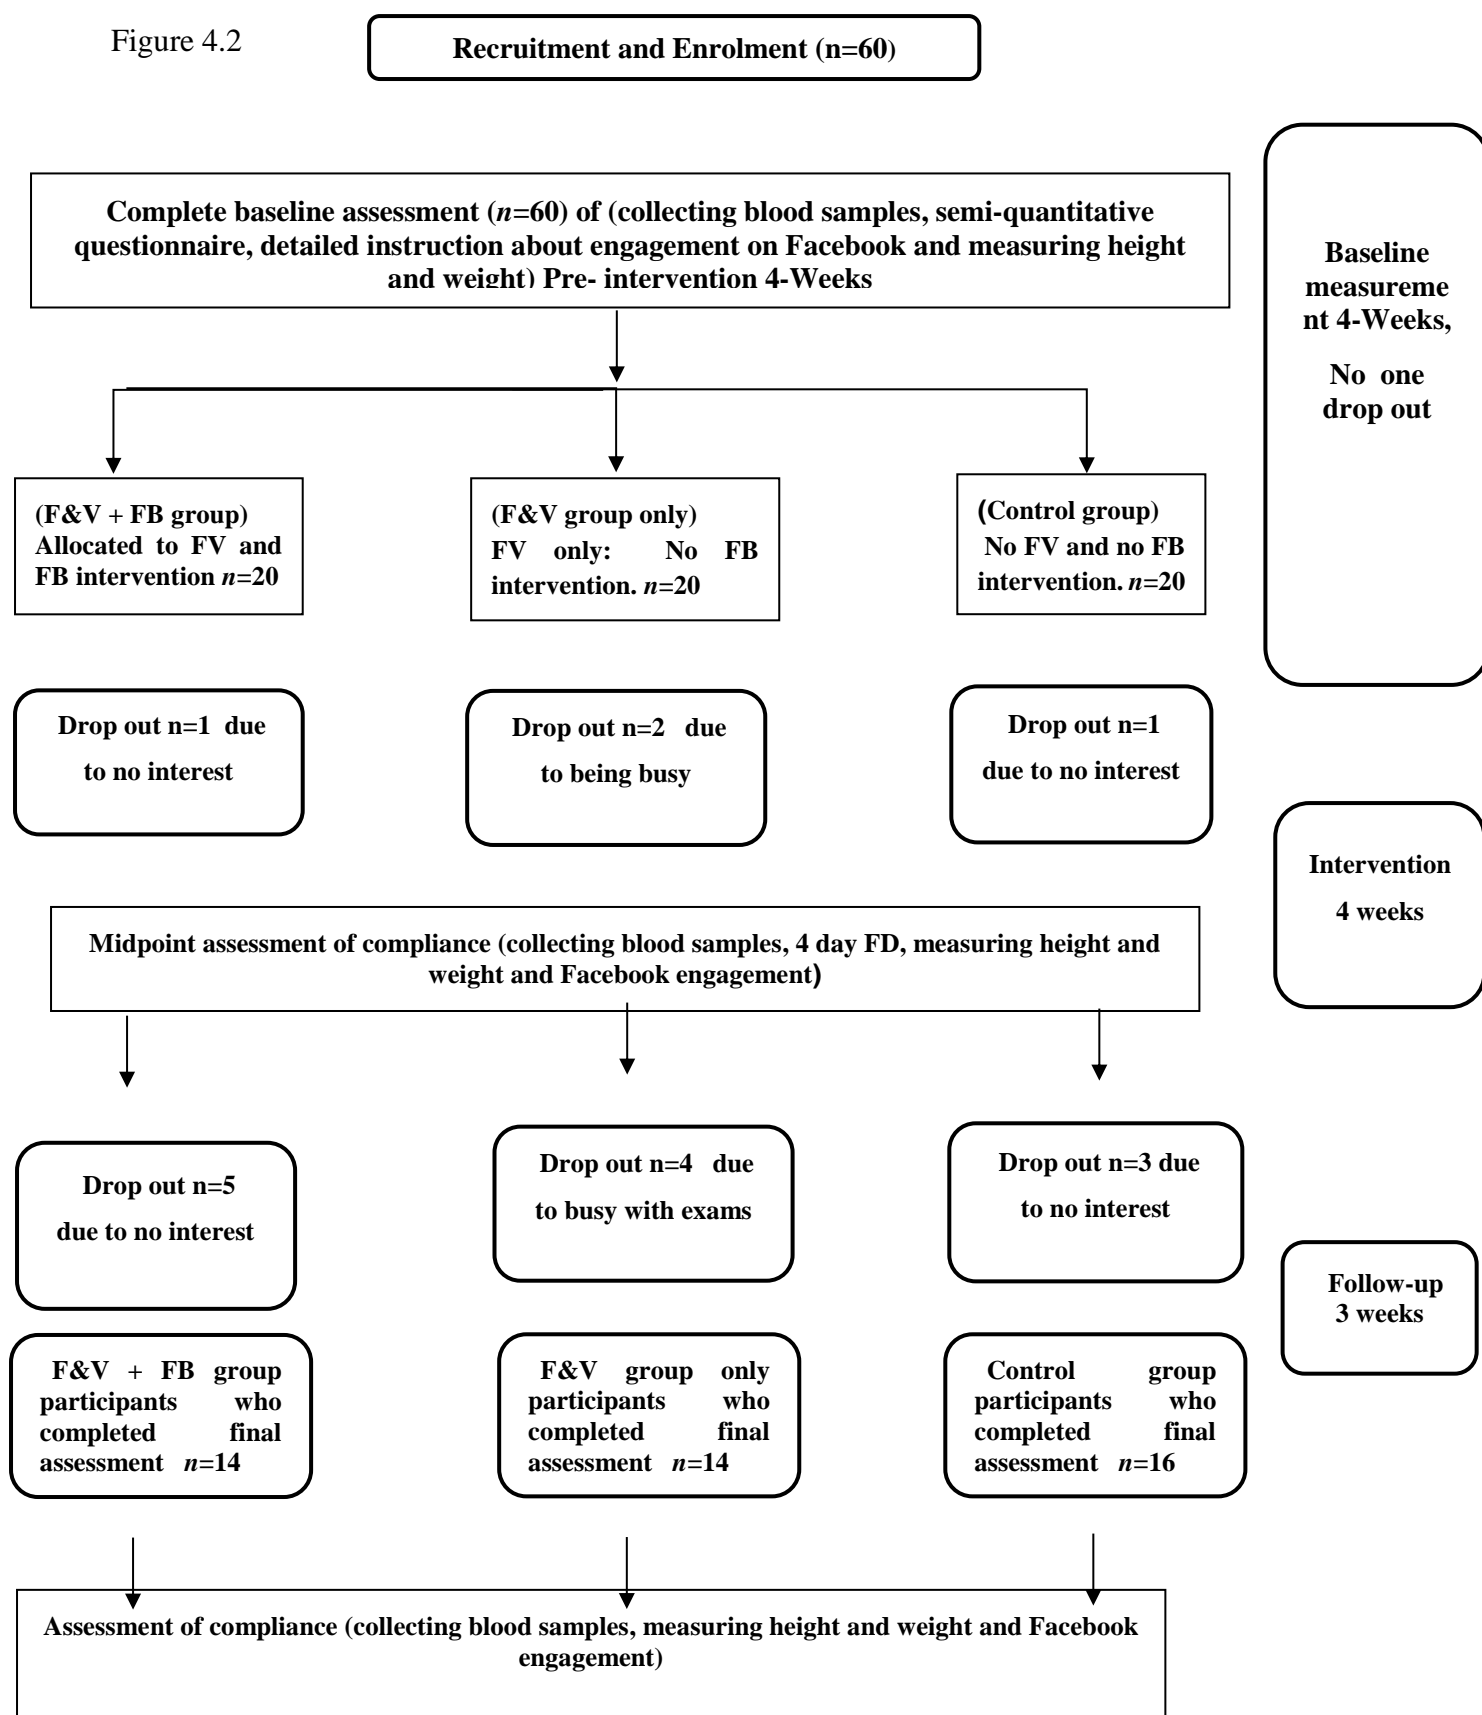 Figure 4.2
Recruitment and Enrolment (n=60)
Complete baseline assessment (n=60) of (collecting blood samples, semi-quantitative
questionnaire, detailed instruction about engagement on Facebook and measuring height
and weight) Pre- intervention 4-Weeks
Baseline
measureme
nt 4-Weeks,
No one
drop out
(F&V + FB group)
Allocated to FV and
FB intervention n=20
(F&V group only)
FV only: No FB
intervention. n=20
(Control group)
No FV and no FB
intervention. n=20
Drop out n=1 due
to no interest
Drop out n=2 due
to being busy
Drop out n=1
due to no interest
Intervention
4 weeks
Midpoint assessment of compliance (collecting blood samples, 4 day FD, measuring height and
weight and Facebook engagement)
Drop out n=5
due to no interest
Drop out n=4 due
to busy with exams
Drop out n=3 due
to no interest
Follow-up
3 weeks
F&V + FB group
participants who
completed final
assessment n=14
F&V group only
participants who
completed final
assessment n=14
Control group
participants who
completed final
assessment n=16
Assessment of compliance (collecting blood samples, measuring height and weight and Facebook
engagement)